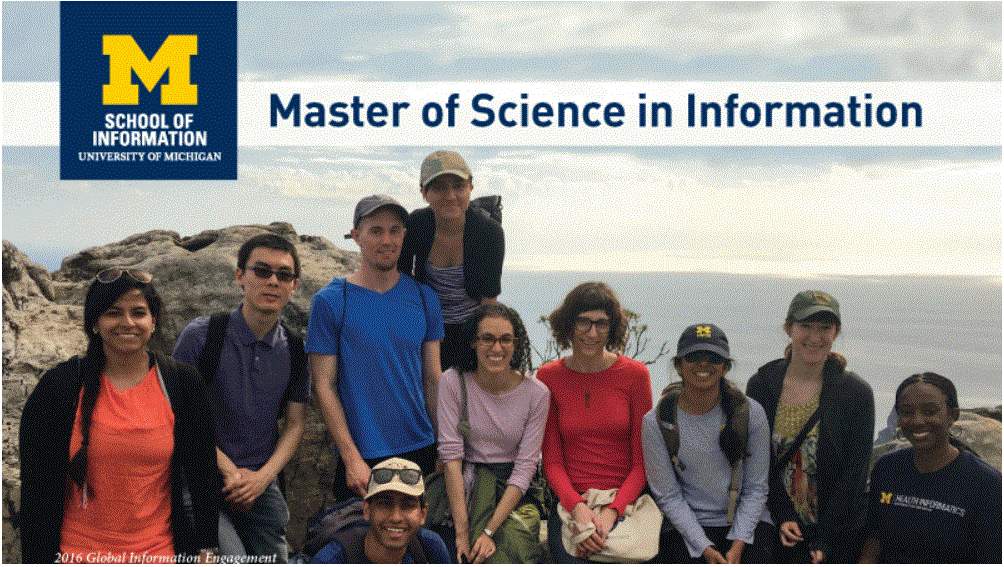 M
SCHOOL OF
INFORMATION
UNIVERSITY OF MICHIGAN
Master of Science in Information
M
M HEALTH INFORMATICS
2016 Global Information Engagement